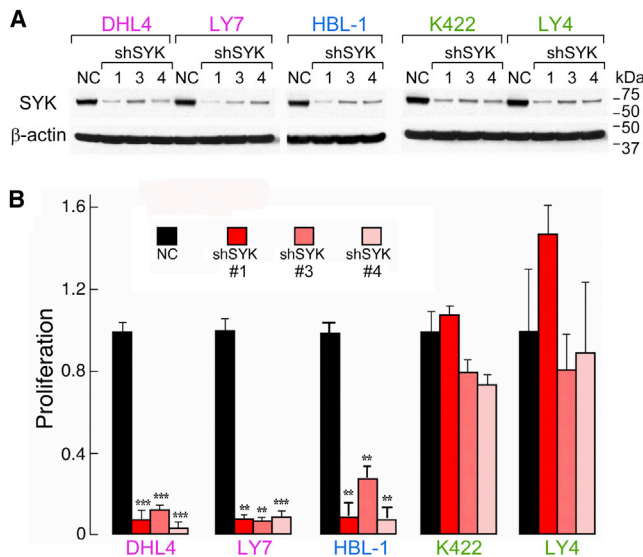 A
DHL4 LY7 HBL-1 K422 LY4
shSYK shSYK shSYK shSYK shSYK
NC 1 3 4 NC 1 3 4 NC 1 3 4 NC 1 3 4 NC 1 3 4 kDa
SYK
75
50
β-actin
50
37
B
Proliferation
1.6
1.2
0.8
0.4
0
NC shSYK #1 shSYK #3 shSYK #4
*** *** *** ** ** *** ** ** **
DHL4 LY7 HBL-1 K422 LY4